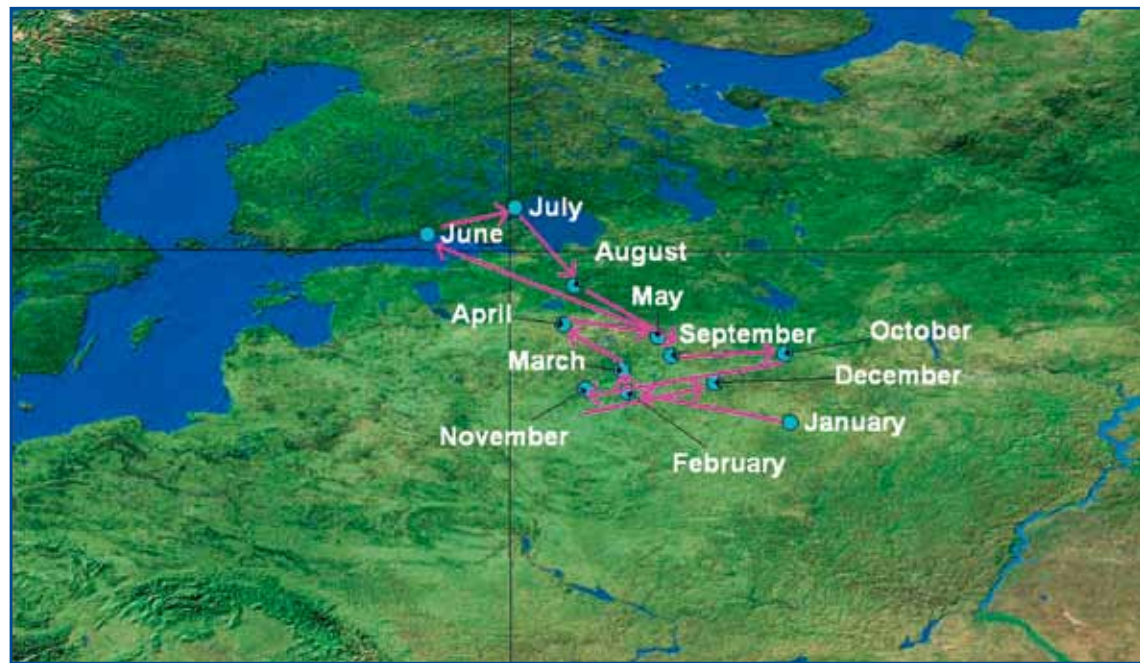 July
June
August
May
April
September
October
March
December
January
November
February